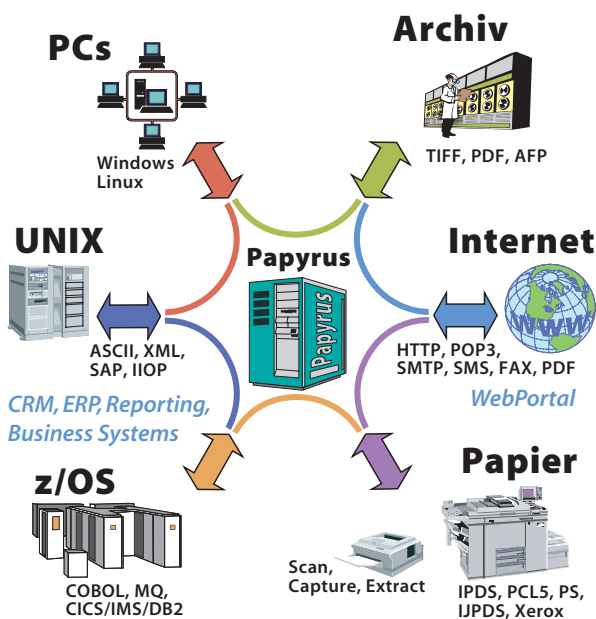 PCs
Windows
Linux
Archiv
TIFF, PDF, AFP
UNIX
ASCII, XML,
SAP, IIOP
CRM, ERP, Reporting,
Business Systems
Papyrus
Papyrus
Internet
WWW
HTTP, POP3,
SMTP, SMS, FAX, PDF
WebPortal
z/OS
COBOL, MQ,
CICS/IMS/DB2
Scan,
Capture, Extract
Papier
IPDS, PCL5, PS,
IJPDS, Xerox